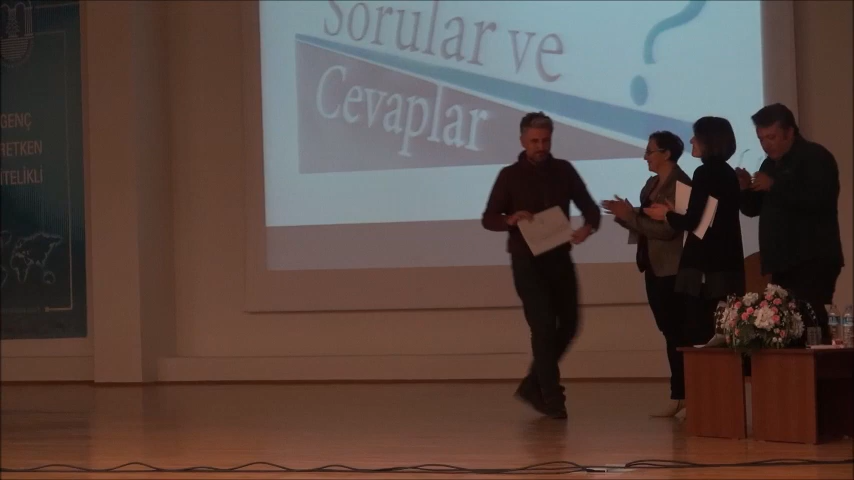 Sorular ve
?
Cevaplar
GENÇ
RETKEN
İTELİKLİ